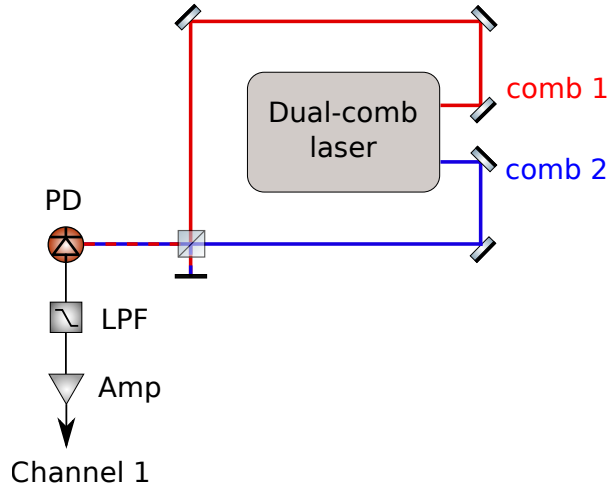 comb 1
Dual-comb
laser
comb 2
PD
LPF
Amp
Channel 1